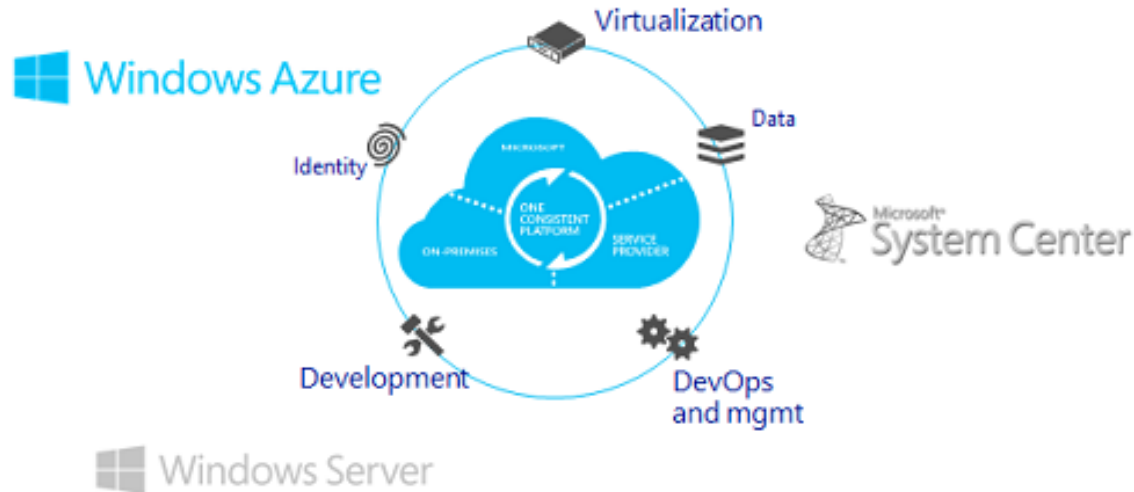 Virtualization
Windows Azure
Data
Identity
MICROSOFT
ONE
CONSISTENT
PLATFORM
ON-PREMISES
SERVICE
PROVIDER
Microsoft®
System Center
Development
DevOps
and mgmt
Windows Server